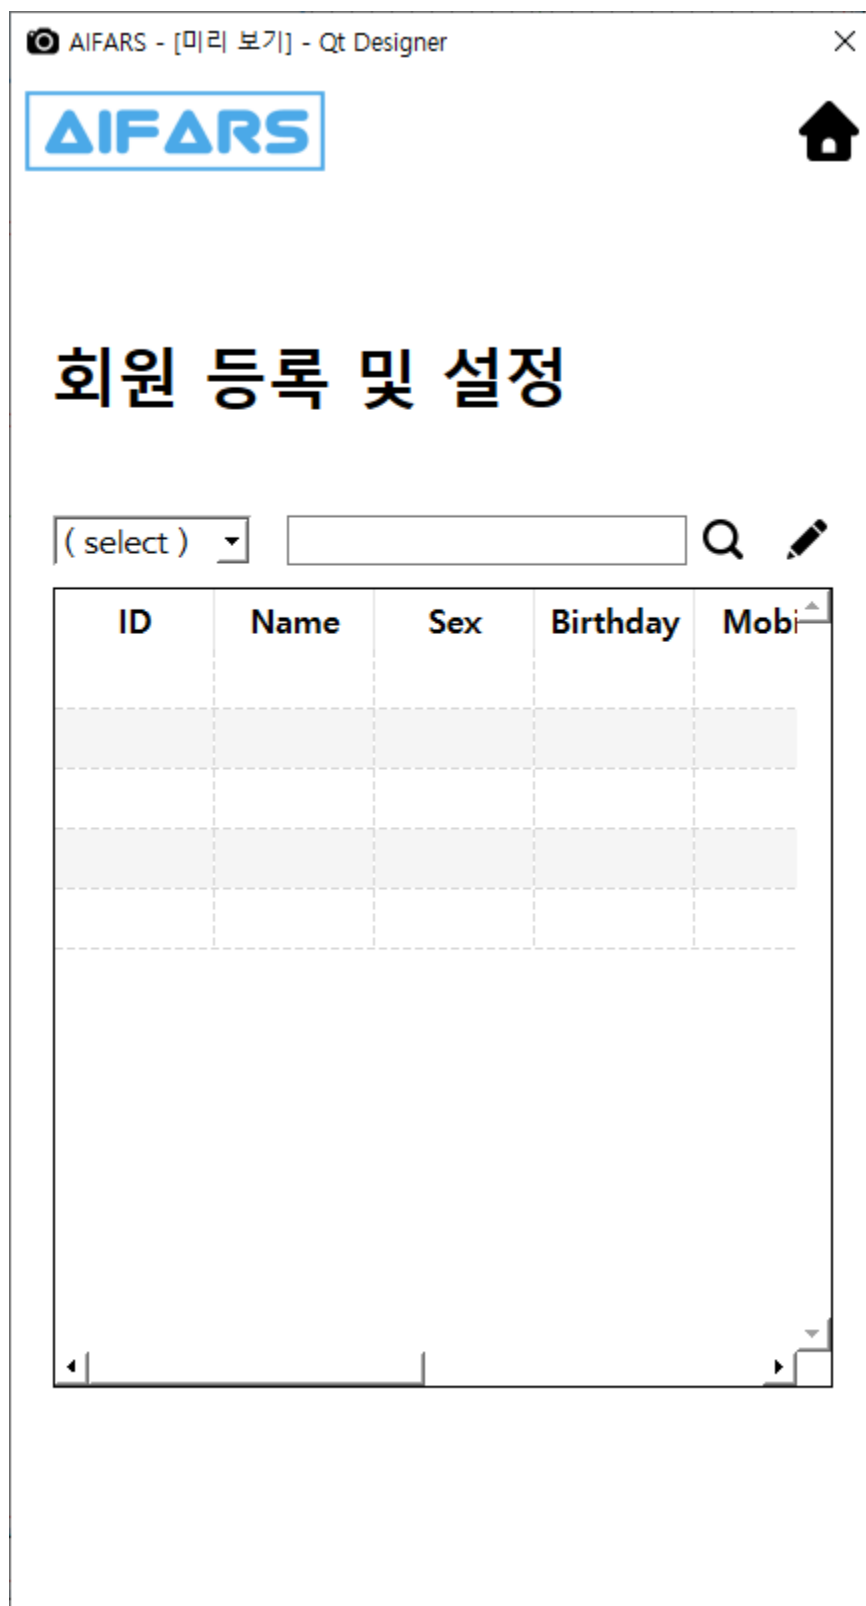 AIFARS - [미리 보기] - Qt Designer
AIFARS
회원 등록 및 설정
( select )
ID Name Sex Birthday Mobi